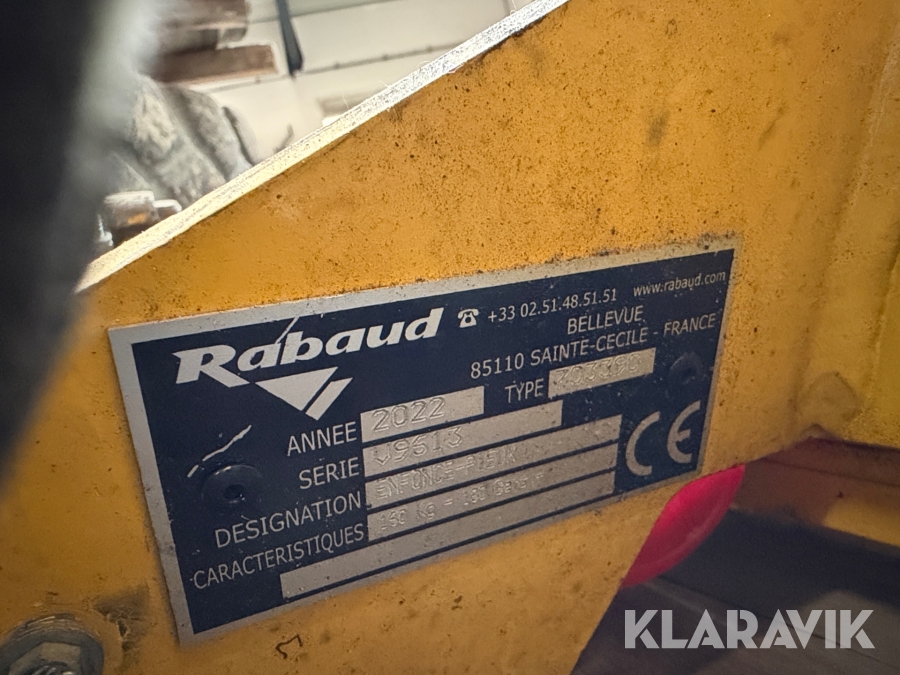 Rabaud ☎ +33 02.51.48.51.51 www.rabaud.com
BELLEVUE
85110 SAINTE-CECILE - FRANCE
ANNEE 2022 TYPE
SERIE V9613
DESIGNATION
CARACTERISTIQUES
CE
KLARAVIK